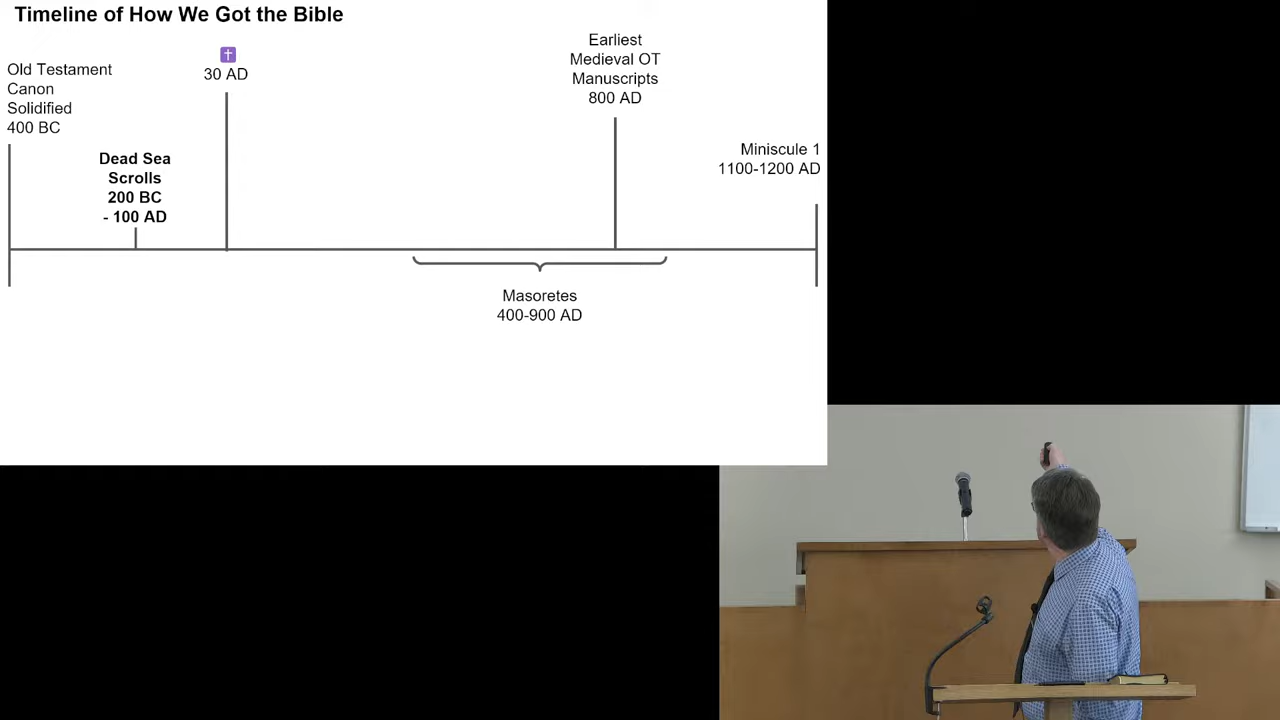 Timeline of How We Got the Bible
Old Testament
Canon
Solidified
400 BC
Dead Sea
Scrolls
200 BC
- 100 AD
✝
30 AD
Earliest
Medieval OT
Manuscripts
800 AD
Miniscule 1
1100-1200 AD
Masoretes
400-900 AD